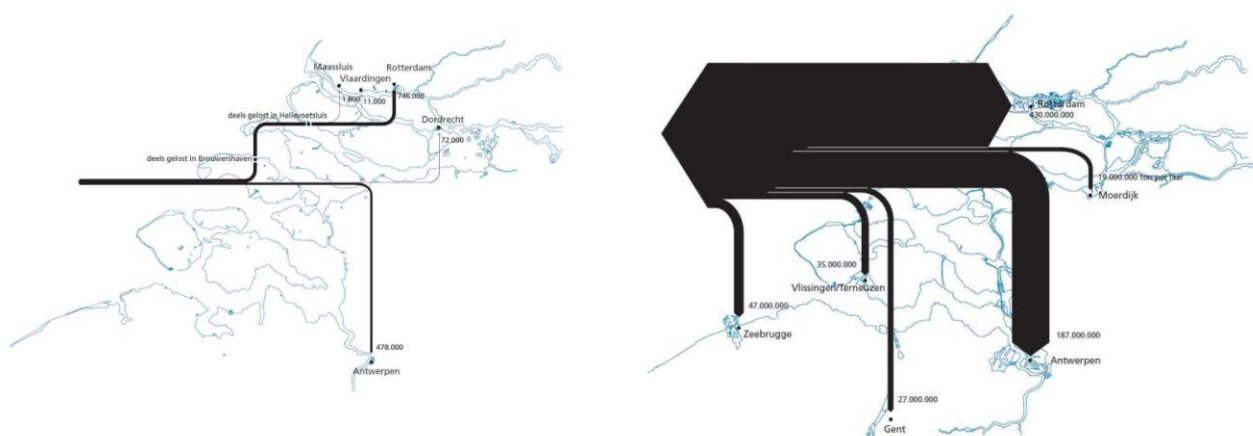 Maassluis
Vlaardingen
Rotterdam
1.800
11.000
746.000
deels gelost in Hellevoetsluis
Dordrecht
72.000
deels gelost in Brouwershaven
478.000
Antwerpen
Rotterdam
430.000.000
19.000.000 ton per jaar
Moerdijk
35.000.000
Vlissingen/Terneuzen
47.000.000
Zeebrugge
187.000.000
Antwerpen
27.000.000
Gent